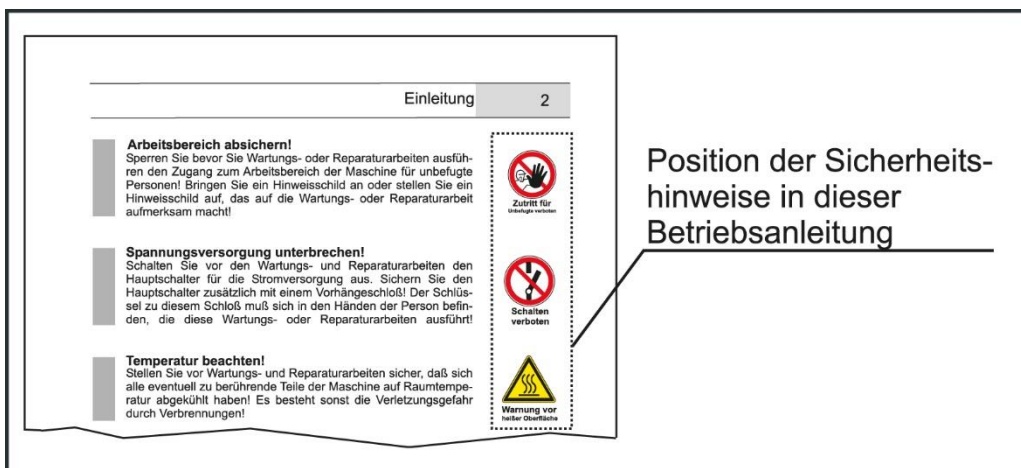 Einleitung 2
Arbeitsbereich absichern!
Sperren Sie bevor Sie Wartungs- oder Reparaturarbeiten ausfüh-
ren den Zugang zum Arbeitsbereich der Maschine für unbefugte
Personen! Bringen Sie ein Hinweisschild an oder stellen Sie ein
Hinweisschild auf, das auf die Wartungs- oder Reparaturarbeit
aufmerksam macht!
Zutritt für
Unbefugte verboten
Spannungsversorgung unterbrechen!
Schalten Sie vor den Wartungs- und Reparaturarbeiten den
Hauptschalter für die Stromversorgung aus. Sichern Sie den
Hauptschalter zusätzlich mit einem Vorhängeschloß! Der Schlüs-
sel zu diesem Schloß muß sich in den Händen der Person befin-
den, die diese Wartungs- oder Reparaturarbeiten ausführt!
Schalten
verboten
Temperatur beachten!
Stellen Sie vor Wartungs- und Reparaturarbeiten sicher, daß sich
alle eventuell zu berührende Teile der Maschine auf Raumtempe-
ratur abgekühlt haben! Es besteht sonst die Verletzungsgefahr
durch Verbrennungen!
Warnung vor
heißer Oberfläche
Position der Sicherheits-
hinweise in dieser
Betriebsanleitung